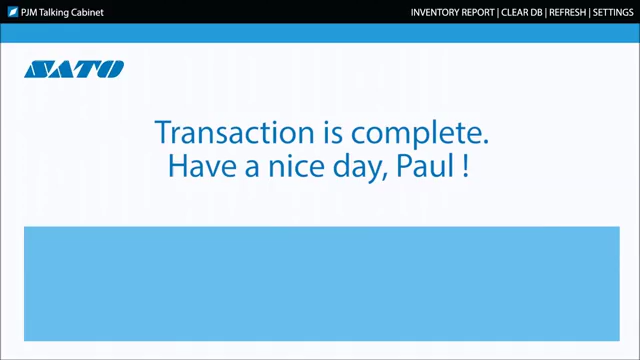 PJM Talking Cabinet
INVENTORY REPORT | CLEAR DB | REFRESH | SETTINGS
SATO
Transaction is complete.
Have a nice day, Paul !